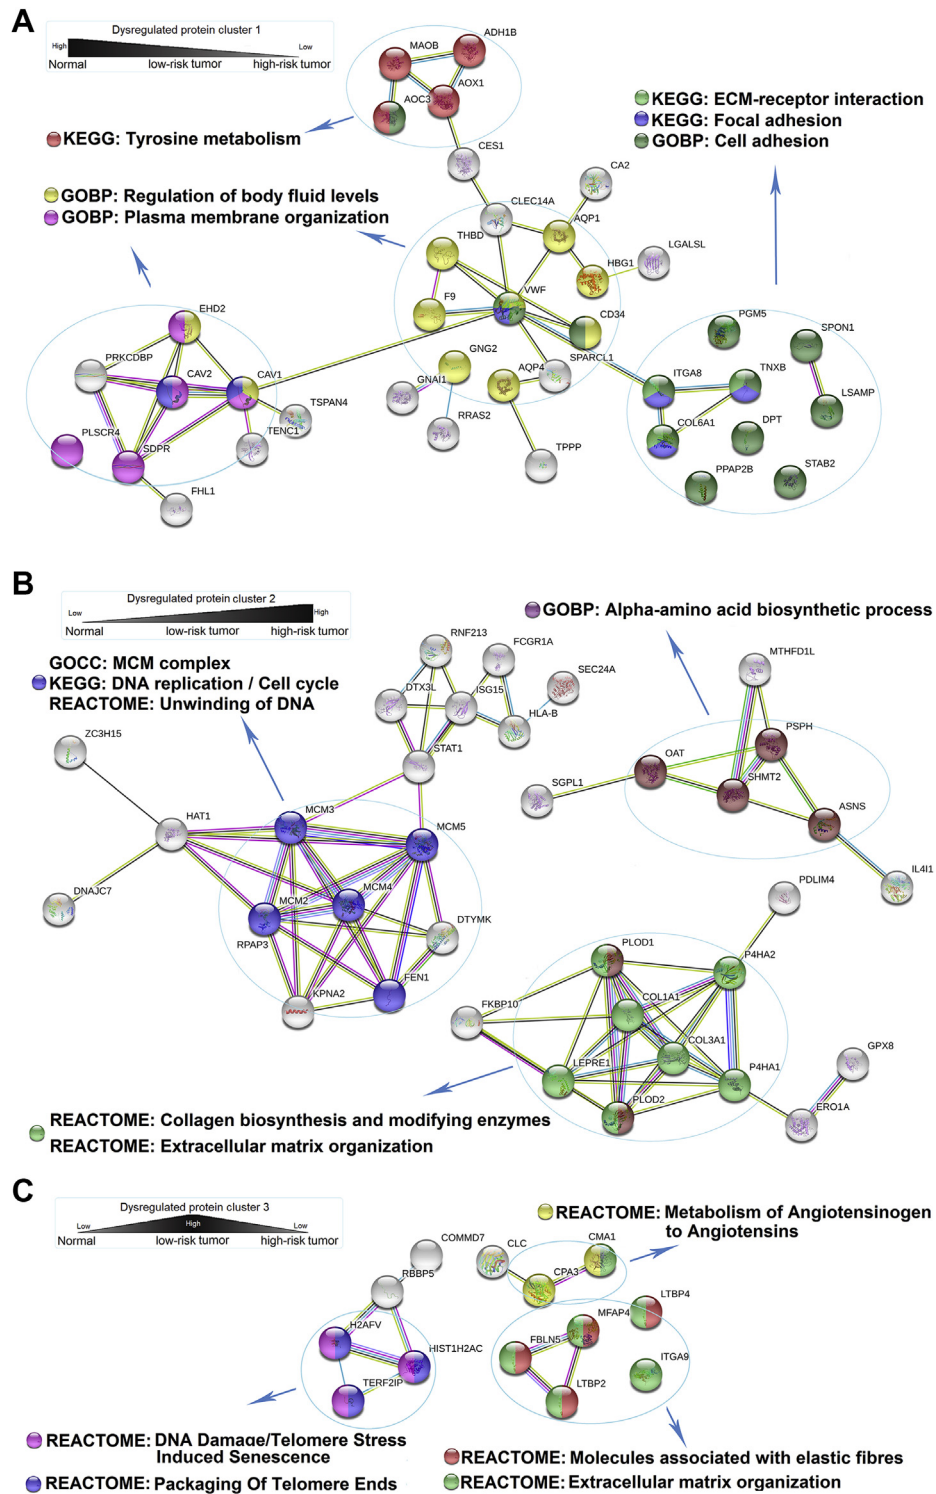 A
Dysregulated protein cluster 1
High
Low
Normal low-risk tumor high-risk tumor
MAOB
ADH1B
AOX1
AOC3
KEGG: Tyrosine metabolism
KEGG: ECM-receptor interaction
KEGG: Focal adhesion
GOBP: Cell adhesion
CES1
CA2
GOBP: Regulation of body fluid levels
GOBP: Plasma membrane organization
CLEC14A
AQP1
THBD
LGALSL
HBG1
F9
VWF
CD34
EHD2
PGM5
SPON1
PRKCDBP
GNG2
SPARCL1
CAV2
CAV1
AQP4
ITGA8
TNXB
GNAI1
TSPAN4
LSAMP
COL6A1
DPT
RRAS2
PLSCR4
TENC1
SDPR
TPPP
PPAP2B
STAB2
FHL1
B
Dysregulated protein cluster 2
Low
High
Normal low-risk tumor high-risk tumor
GOBP: Alpha-amino acid biosynthetic process
GOCC: MCM complex
KEGG: DNA replication / Cell cycle
REACTOME: Unwinding of DNA
RNF213
FCGR1A
MTHFD1L
SEC24A
DTX3L
ISG15
HLA-B
ZC3H15
PSPH
STAT1
OAT
SGPL1
SHMT2
HAT1
MCM3
MCM5
ASNS
IL4I1
DNAJC7
MCM4
MCM2
PDLIM4
DTYMK
RPAP3
PLOD1
P4HA2
FEN1
KPNA2
COL1A1
FKBP10
COL3A1
GPX8
LEPRE1
P4HA1
PLOD2
ERO1A
REACTOME: Collagen biosynthesis and modifying enzymes
REACTOME: Extracellular matrix organization
C
Dysregulated protein cluster 3
Low
High
Low
Normal low-risk tumor high-risk tumor
REACTOME: Metabolism of Angiotensinogen
to Angiotensins
COMMD7
CLC
CMA1
RBBP5
CPA3
LTBP4
MFAP4
H2AFV
FBLN5
HIST1H2AC
ITGA9
TERF2IP
LTBP2
REACTOME: DNA Damage/Telomere Stress
Induced Senescence
REACTOME: Packaging Of Telomere Ends
REACTOME: Molecules associated with elastic fibres
REACTOME: Extracellular matrix organization